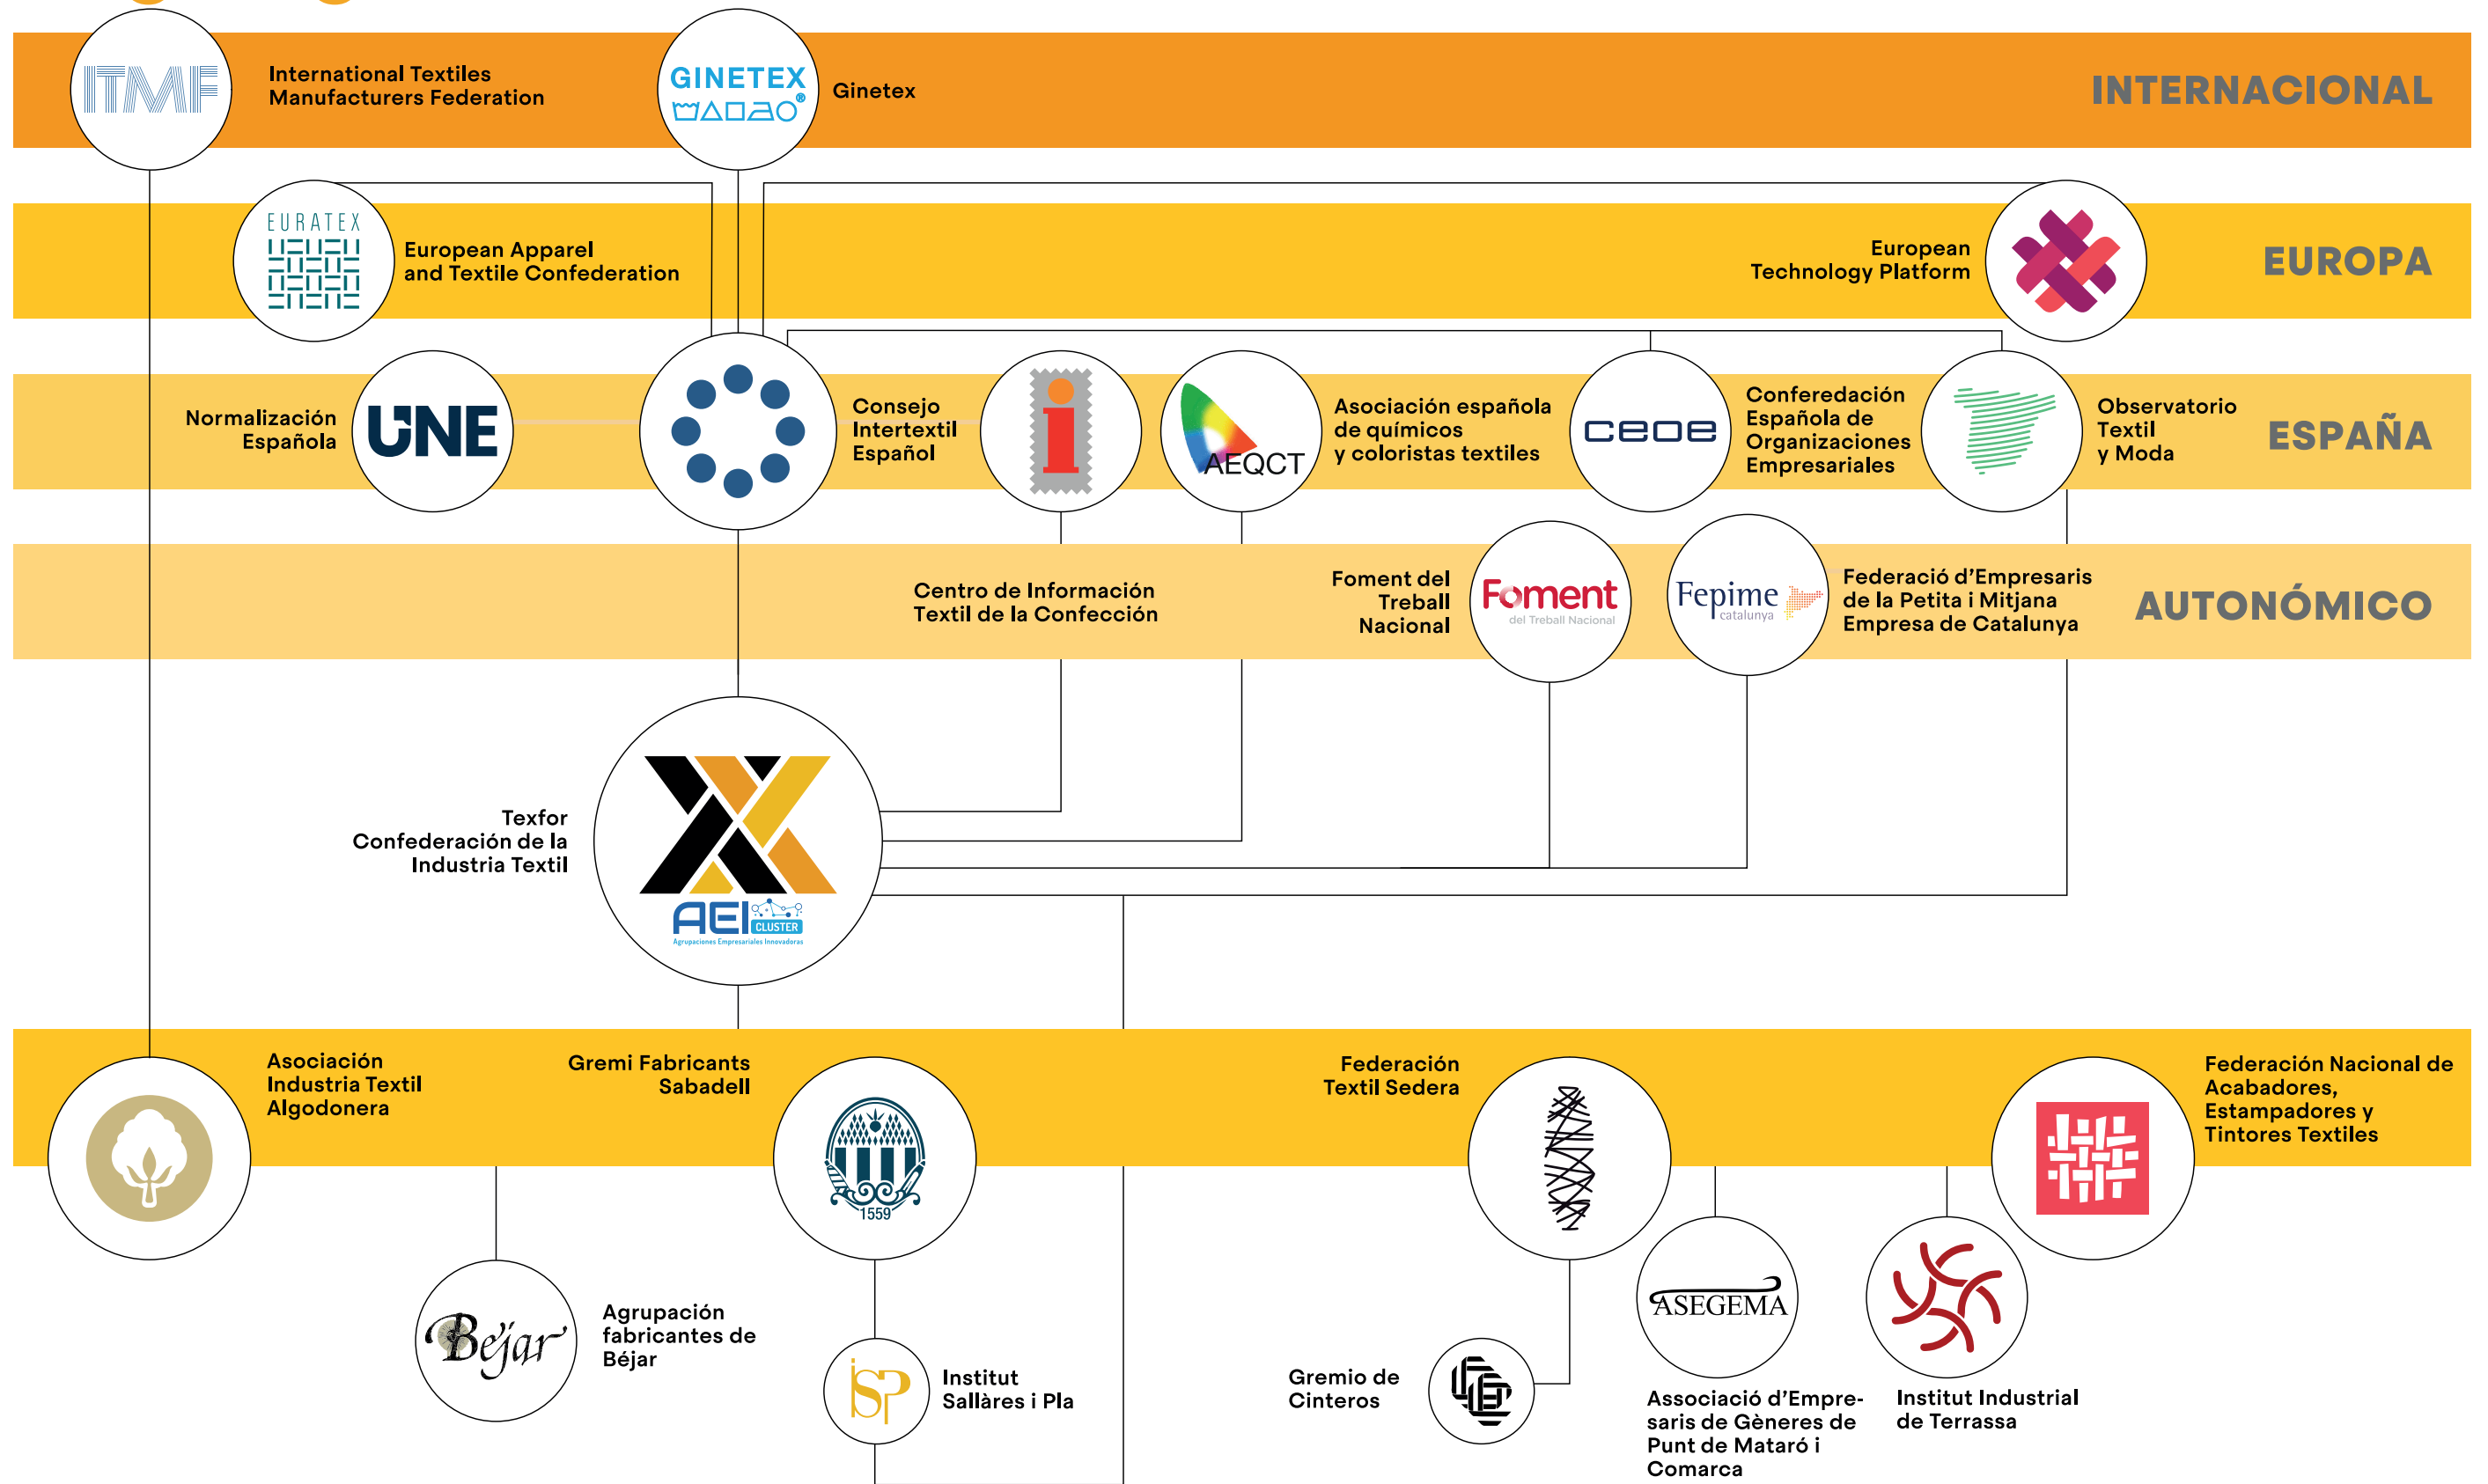 ITMF
International Textiles
Manufacturers Federation
GINETEX
®
Ginetex
INTERNACIONAL
EURATEX
European Apparel
and Textile Confederation
European
Technology Platform
EUROPA
Normalización
Española
UNE
Consejo
Intertextil
Español
i
AEQCT
Asociación española
de químicos
y coloristas textiles
ceoe
Conferedación
Española de
Organizaciones
Empresariales
Observatorio
Textil
y Moda
ESPAÑA
Centro de Información
Textil de la Confección
Foment del
Treball
Nacional
Foment
del Treball Nacional
Fepime
catalunya
Federació d'Empresaris
de la Petita i Mitjana
Empresa de Catalunya
AUTONÓMICO
Texfor
Confederación de la
Industria Textil
AEI
CLUSTER
Agrupaciones Empresariales Innovadoras
Asociación
Industria Textil
Algodonera
Gremi Fabricants
Sabadell
1559
Federación
Textil Sedera
Federación Nacional de
Acabadores,
Estampadores y
Tintores Textiles
Béjar
Agrupación
fabricantes de
Béjar
iSP
Institut
Sallàres i Pla
Gremio de
Cinteros
ASEGEMA
Associació d'Empre-
saris de Gèneres de
Punt de Mataró i
Comarca
Institut Industrial
de Terrassa